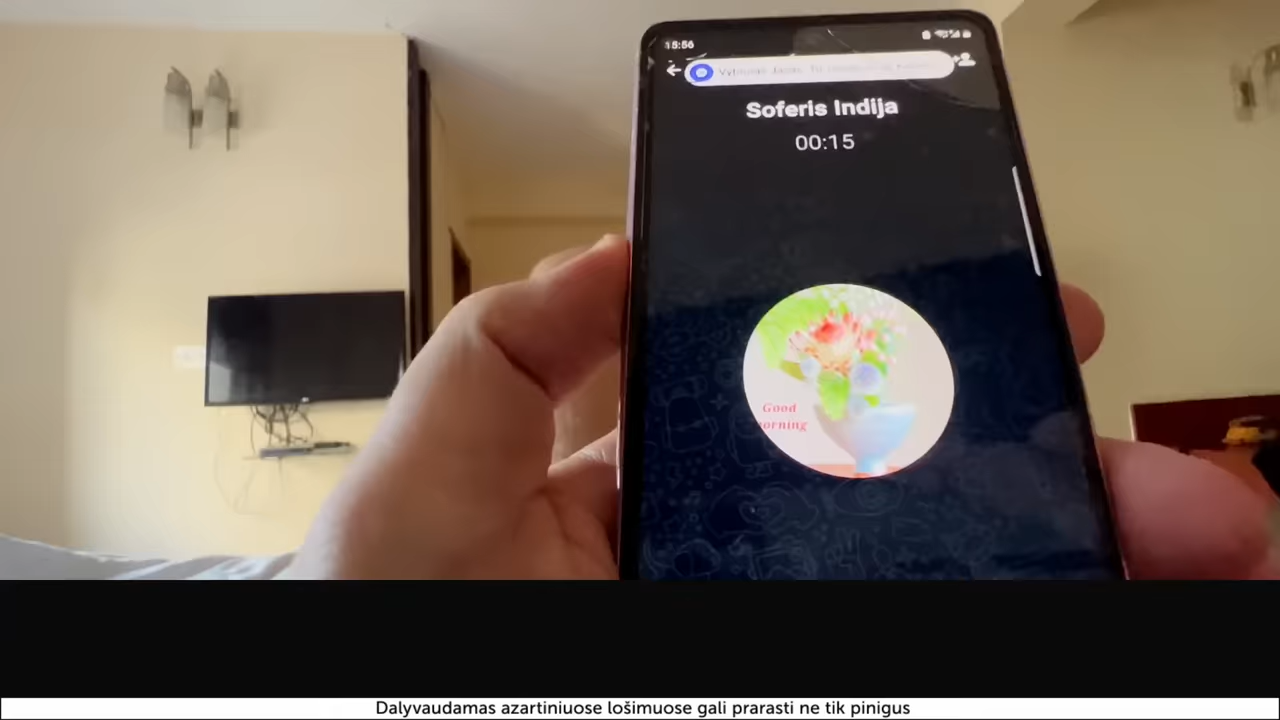 15:56
Soferis Indija
00:15
Good
orning
Dalyvaudamas azartiniuose lošimuose gali prarasti ne tik pinigus